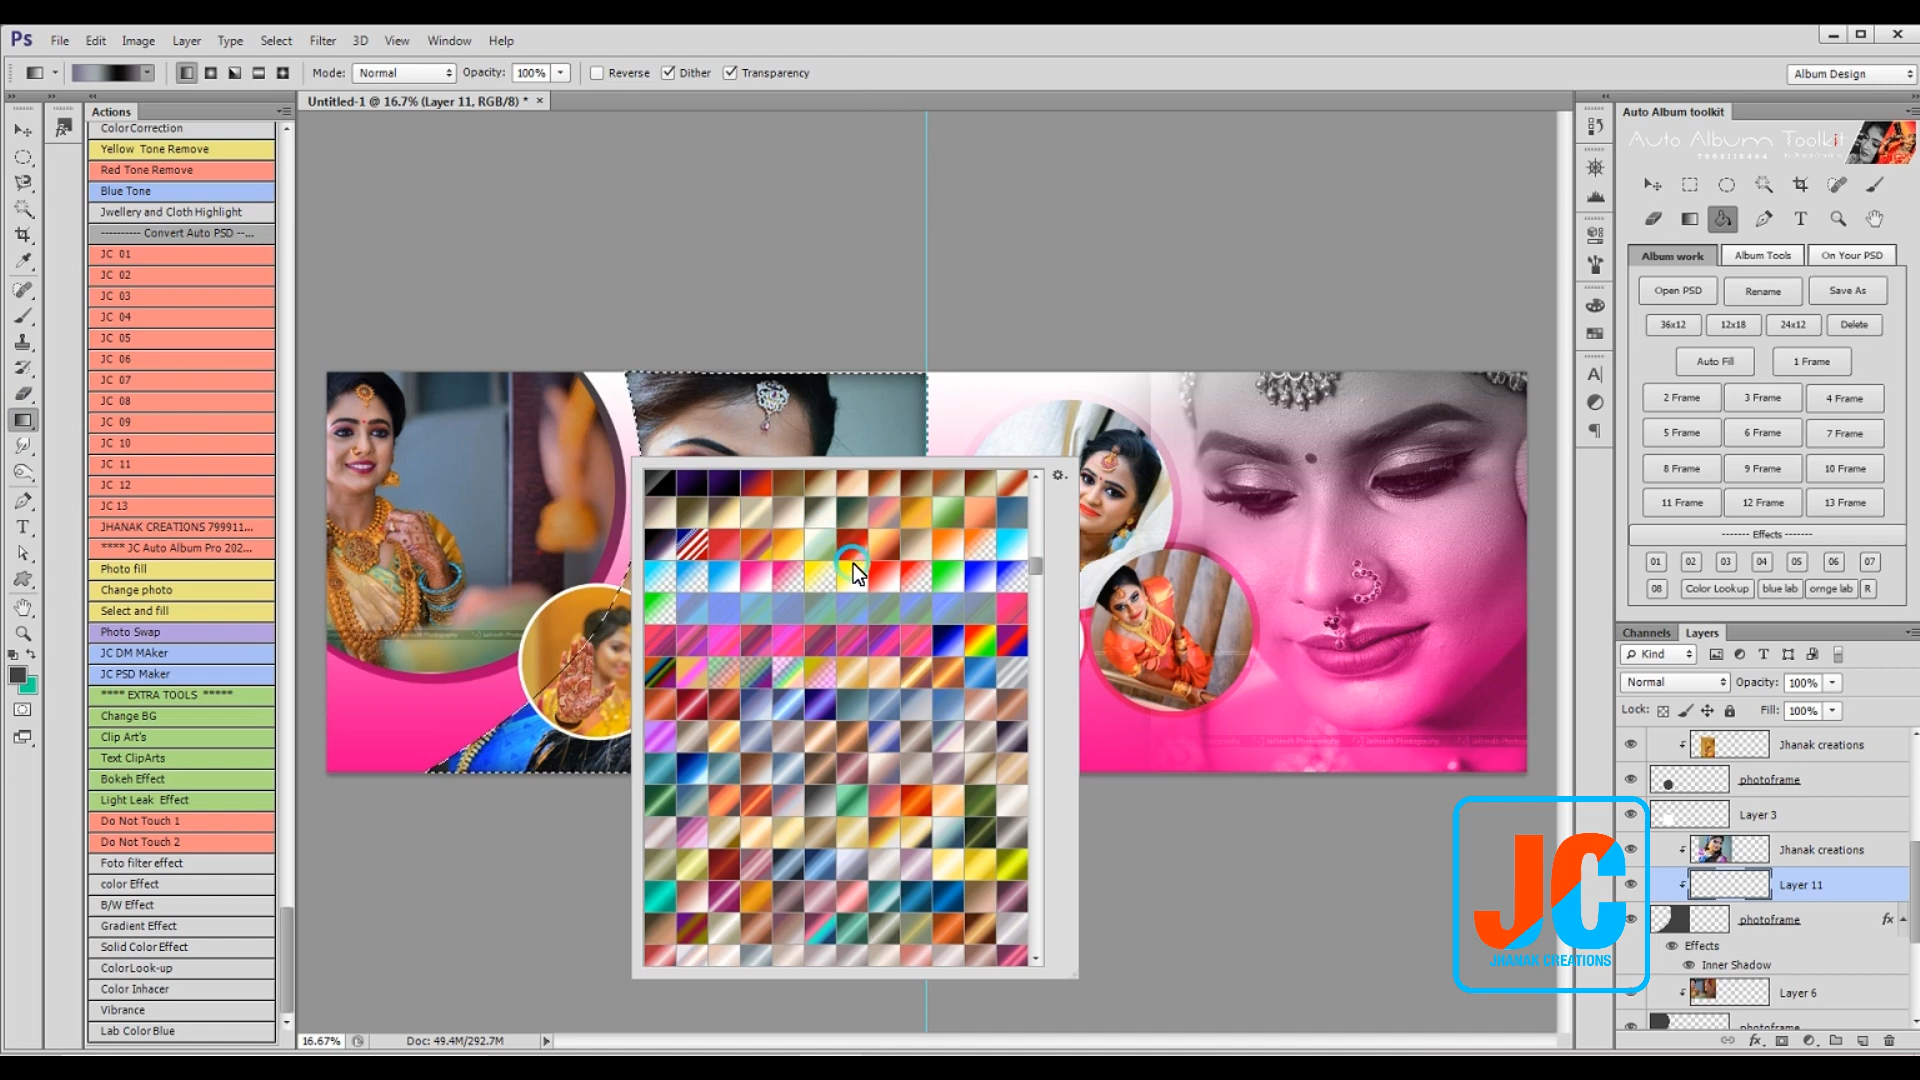 Ps File Edit Image Layer Type Select Filter 3D View Window Help
Mode: Normal Opacity: 100% Reverse Dither Transparency Album Design
Untitled-1 @ 16.7% (Layer 11, RGB/8) * ×
Actions
ColorCorrection
Yellow Tone Remove
Red Tone Remove
Blue Tone
Jwellery and Cloth Highlight
---------- Convert Auto PSD --...
JC 01
JC 02
JC 03
JC 04
JC 05
JC 06
JC 07
JC 08
JC 09
JC 10
JC 11
JC 12
JC 13
JHANAK CREATIONS 799911...
**** JC Auto Album Pro 202...
Photo fill
Change photo
Select and fill
Photo Swap
JC DM MAker
JC PSD Maker
**** EXTRA TOOLS *****
Change BG
Clip Art's
Text ClipArts
Bokeh Effect
Light Leak Effect
Do Not Touch 1
Do Not Touch 2
Foto filter effect
color Effect
B/W Effect
Gradient Effect
Solid Color Effect
ColorLook-up
Color Inhacer
Vibrance
Lab Color Blue
16.67% Doc: 49.4M/292.7M
Auto Album toolkit
Auto Album Toolkit
Album work Album Tools On Your PSD
Open PSD Rename Save As
36x12 12x18 24x12 Delete
Auto Fill 1 Frame
2 Frame 3 Frame 4 Frame
5 Frame 6 Frame 7 Frame
8 Frame 9 Frame 10 Frame
11 Frame 12 Frame 13 Frame
------- Effects -------
01 02 03 04 05 06 07
08 Color Lookup blue lab ornge lab R
Channels Layers
Kind
Normal Opacity: 100%
Lock: Fill: 100%
Jhanak creations
photoframe
Layer 3
Jhanak creations
Layer 11
photoframe fx
Effects
Inner Shadow
Layer 6
photoframe
JC
JHANAK CREATIONS